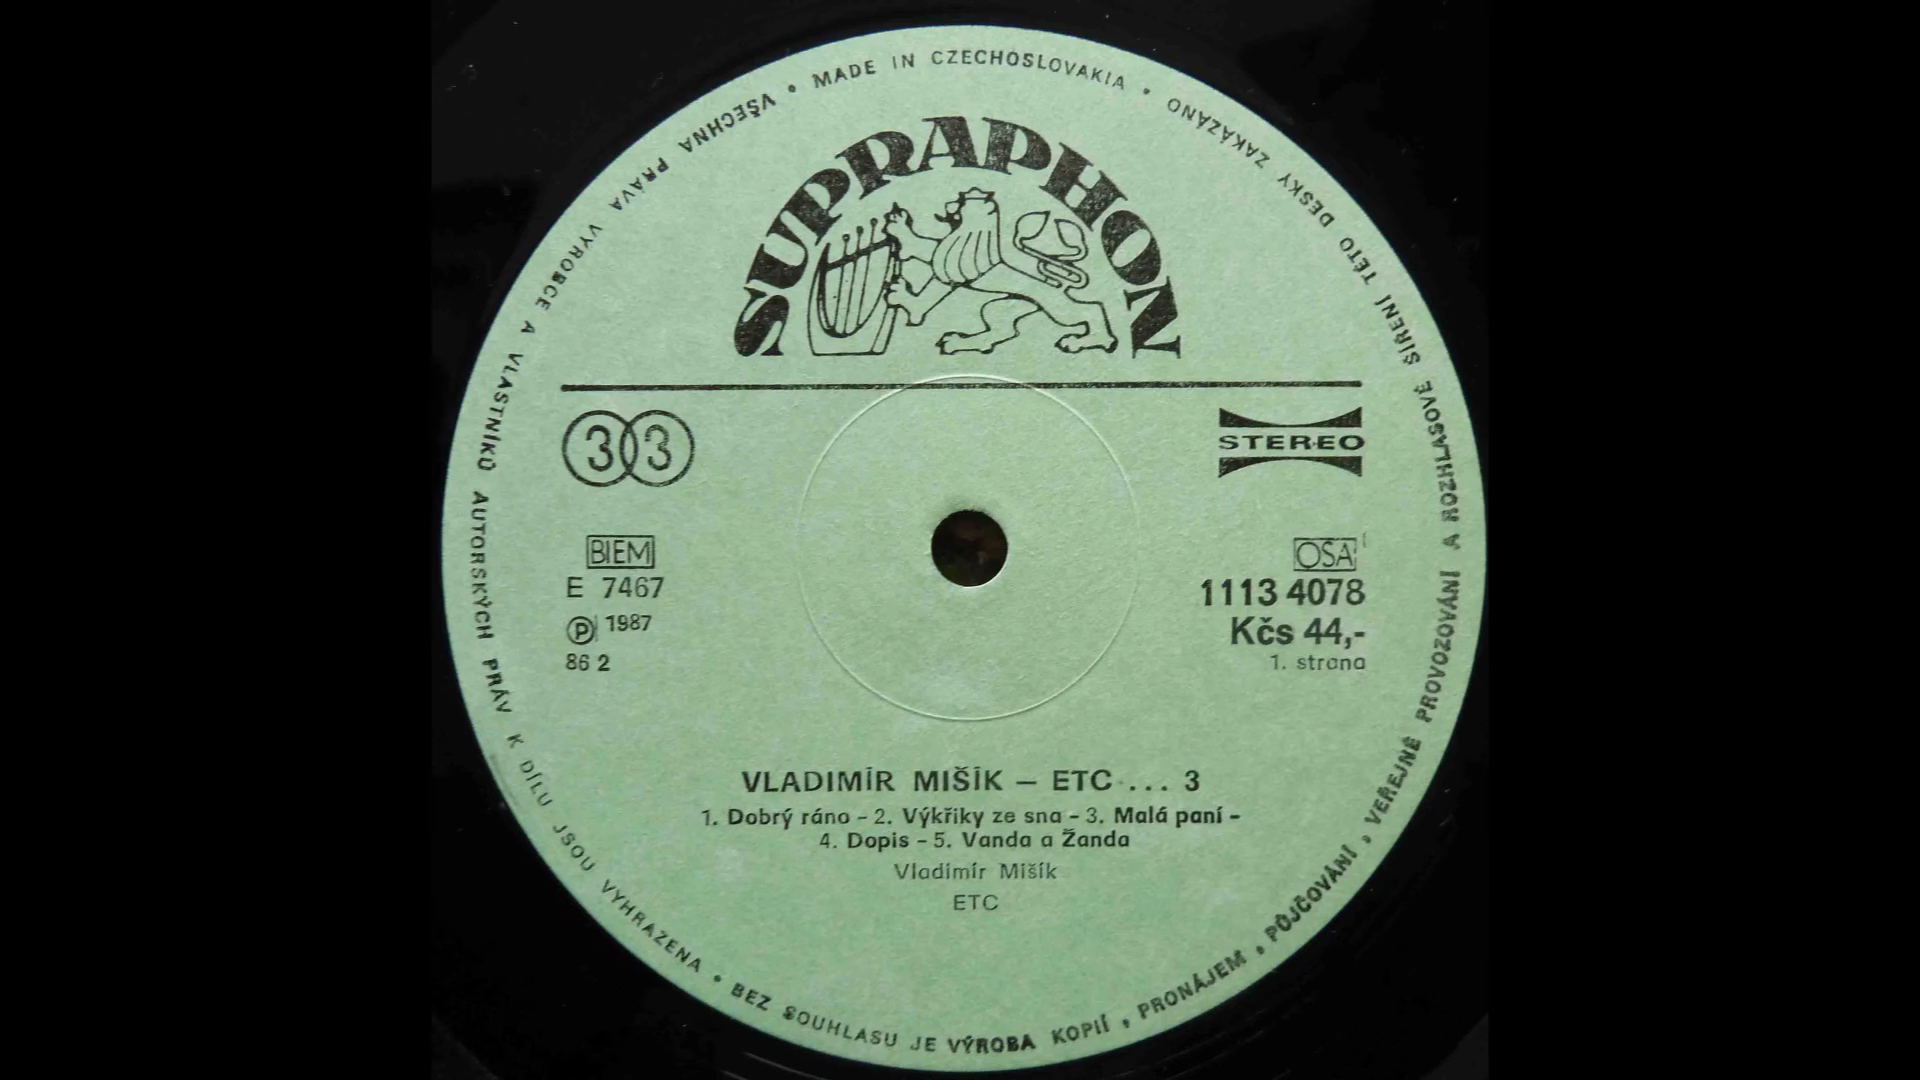 MADE IN CZECHOSLOVAKIA • VŠECHNA PRÁVA VÝROBCE A VLASTNÍKŮ AUTORSKÝCH PRÁV K DÍLU JSOU VYHRAZENA • BEZ SOUHLASU JE VÝROBA KOPIÍ, PRONÁJEM, PŮJČOVÁNÍ, VEŘEJNÉ PROVOZOVÁNÍ A ROZHLASOVÉ ŠÍŘENÍ TÉTO DESKY ZAKÁZÁNO •
SUPRAPHON
33
STEREO
BIEM
E 7467
Ⓟ 1987
86 2
OSA
1113 4078
Kčs 44,-
1. strana
VLADIMÍR MIŠÍK – ETC ... 3
1. Dobrý ráno - 2. Výkřiky ze sna - 3. Malá paní -
4. Dopis - 5. Vanda a Žanda
Vladimír Mišík
ETC